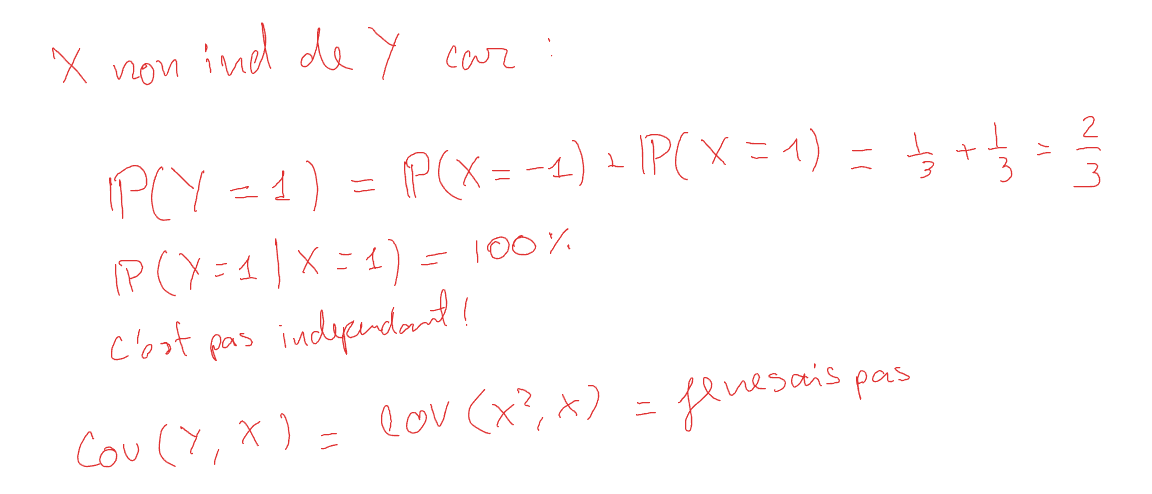 X non ind de Y car :
P(Y = 1) = P(X = -1) + P(X = 1) = 1/3 + 1/3 = 2/3
P(Y = 1 | X = 1) = 100%
C'est pas independant !
Cov(Y, X) = COV(X², X) = je ne sais pas